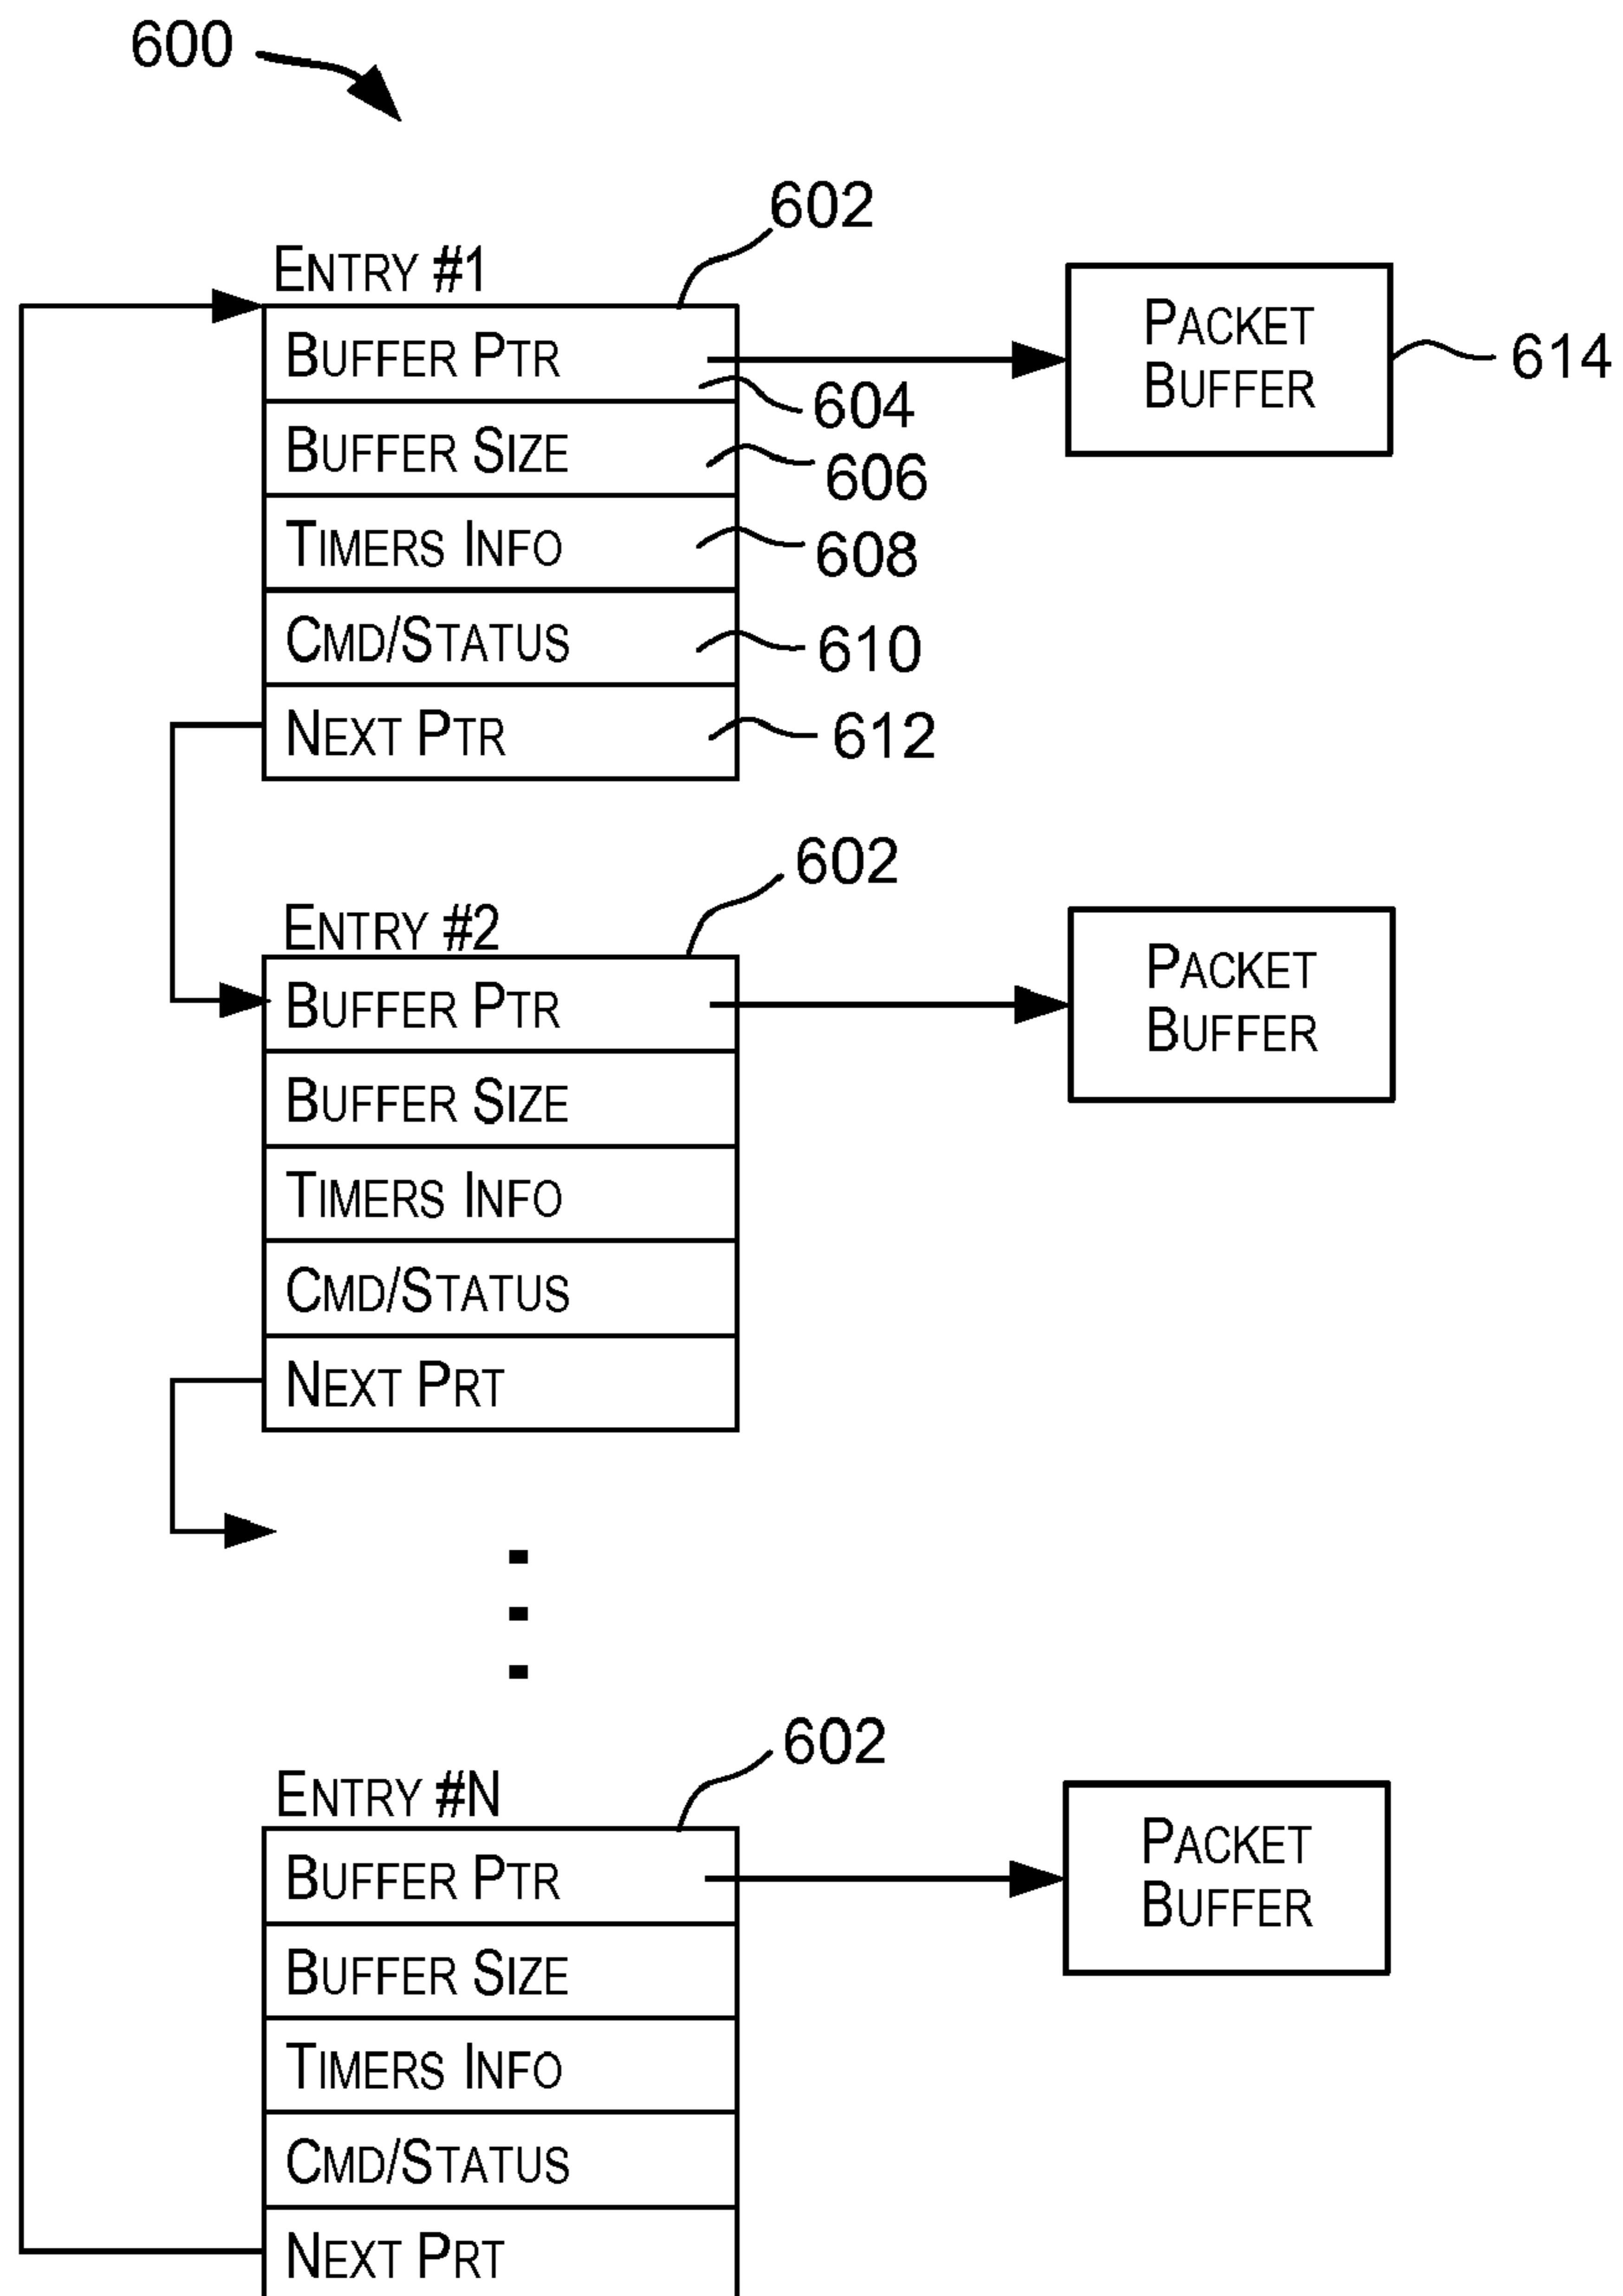 600
602
ENTRY #1
BUFFER PTR
604
BUFFER SIZE
606
TIMERS INFO
608
CMD/STATUS
610
NEXT PTR
612
PACKET
BUFFER
614
602
ENTRY #2
BUFFER PTR
BUFFER SIZE
TIMERS INFO
CMD/STATUS
NEXT PRT
PACKET
BUFFER
602
ENTRY #N
BUFFER PTR
BUFFER SIZE
TIMERS INFO
CMD/STATUS
NEXT PRT
PACKET
BUFFER